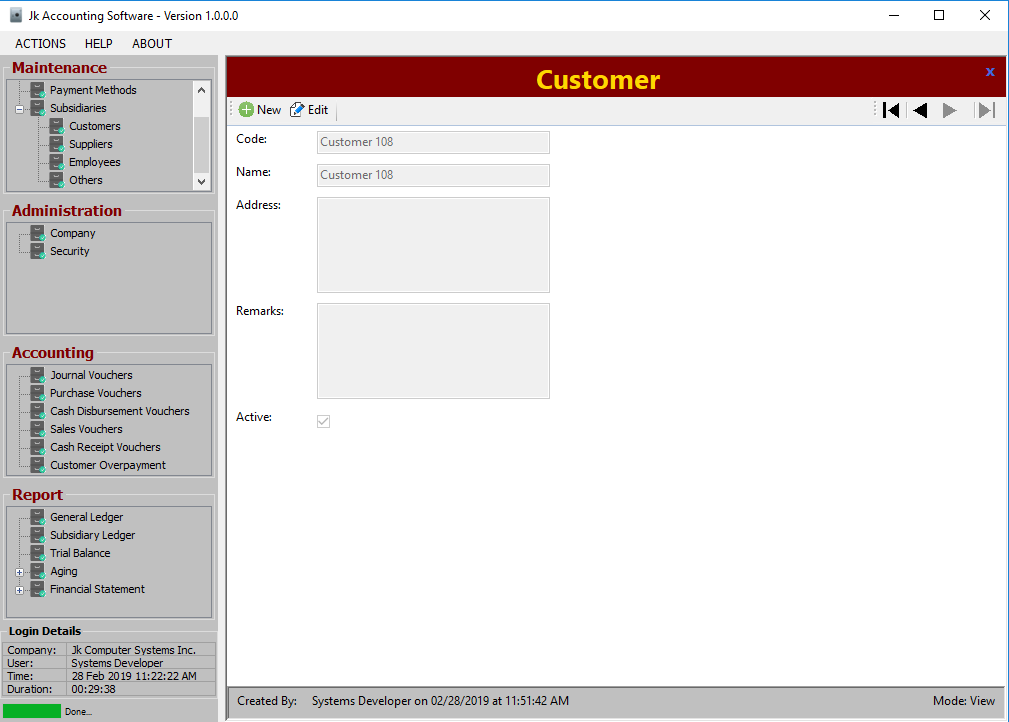 Jk Accounting Software - Version 1.0.0.0
ACTIONS HELP ABOUT
Maintenance
Payment Methods
Subsidiaries
Customers
Suppliers
Employees
Others
Administration
Company
Security
Accounting
Journal Vouchers
Purchase Vouchers
Cash Disbursement Vouchers
Sales Vouchers
Cash Receipt Vouchers
Customer Overpayment
Report
General Ledger
Subsidiary Ledger
Trial Balance
Aging
Financial Statement
Login Details
Company: Jk Computer Systems Inc.
User: Systems Developer
Time: 28 Feb 2019 11:22:22 AM
Duration: 00:29:38
Done...
Customer
x
New Edit
Code: Customer 108
Name: Customer 108
Address:
Remarks:
Active:
Created By: Systems Developer on 02/28/2019 at 11:51:42 AM Mode: View